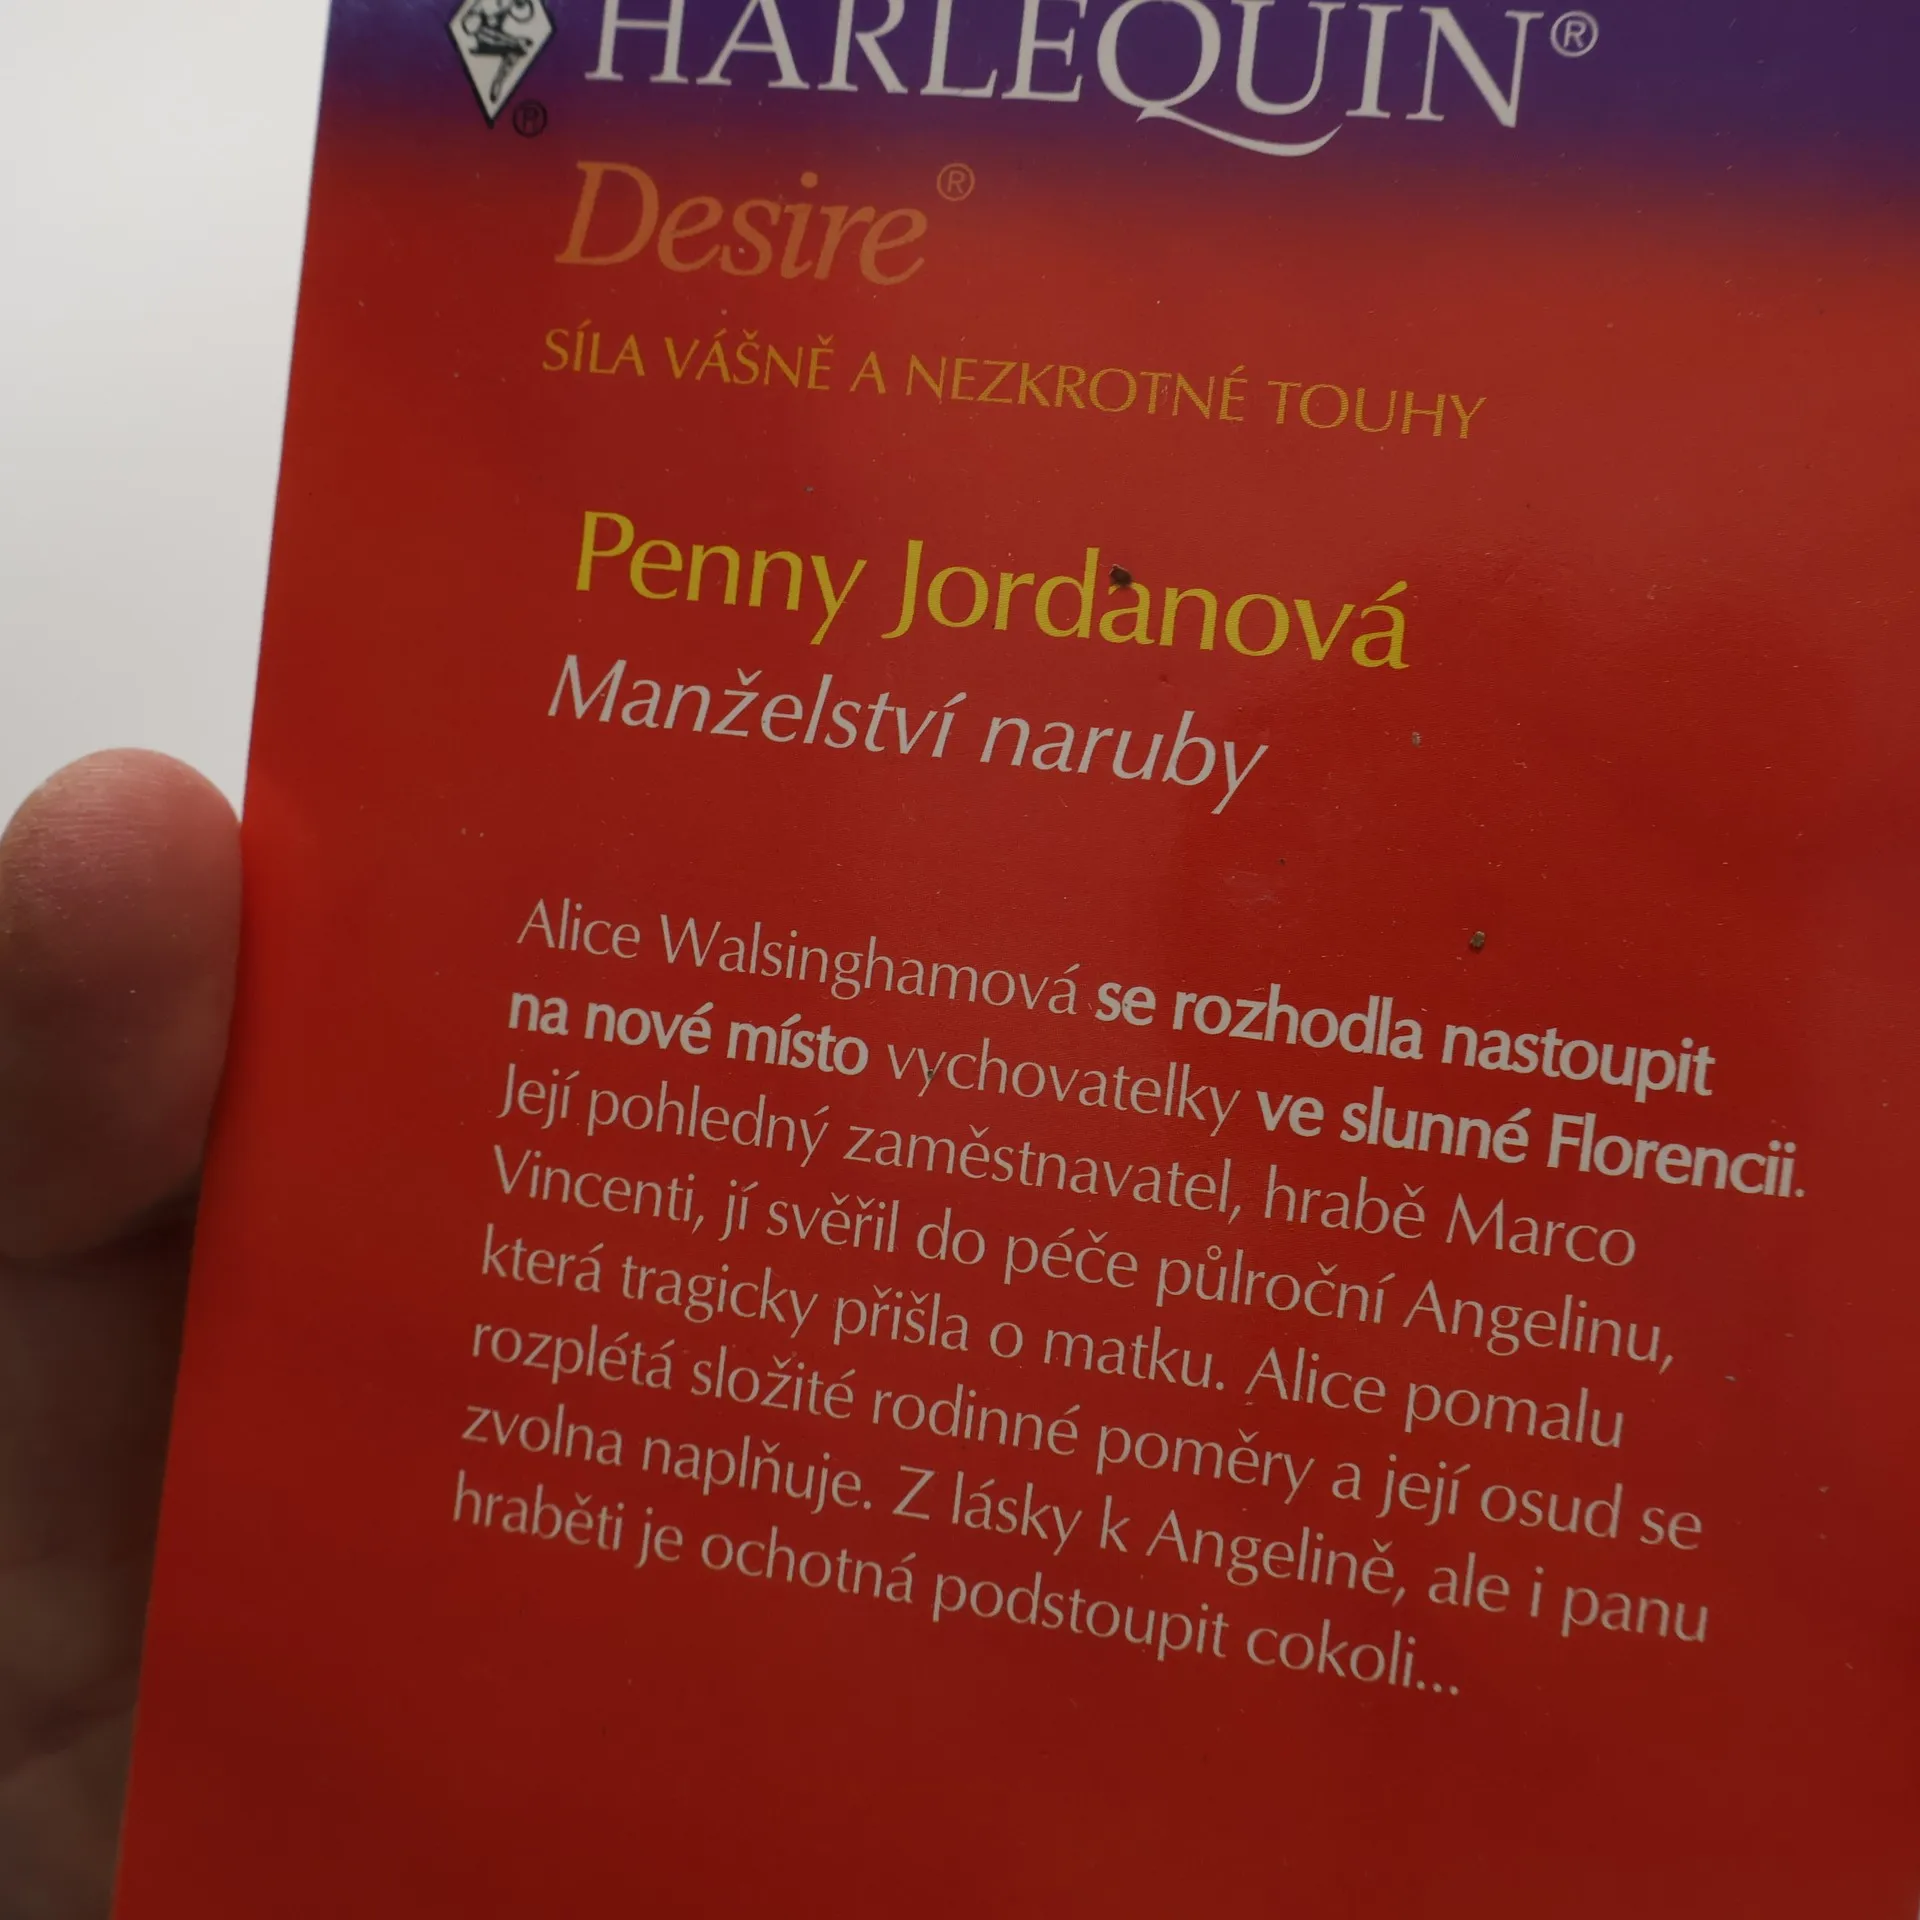 HARLEQUIN®
®
Desire®
SÍLA VÁŠNĚ A NEZKROTNÉ TOUHY
Penny Jordanová
Manželství naruby
Alice Walsinghamová se rozhodla nastoupit
na nové místo vychovatelky ve slunné Florencii.
Její pohledný zaměstnavatel, hrabě Marco
Vincenti, jí svěřil do péče půlroční Angelinu,
která tragicky přišla o matku. Alice pomalu
rozplétá složité rodinné poměry a její osud se
zvolna naplňuje. Z lásky k Angelině, ale i panu
hraběti je ochotná podstoupit cokoli...